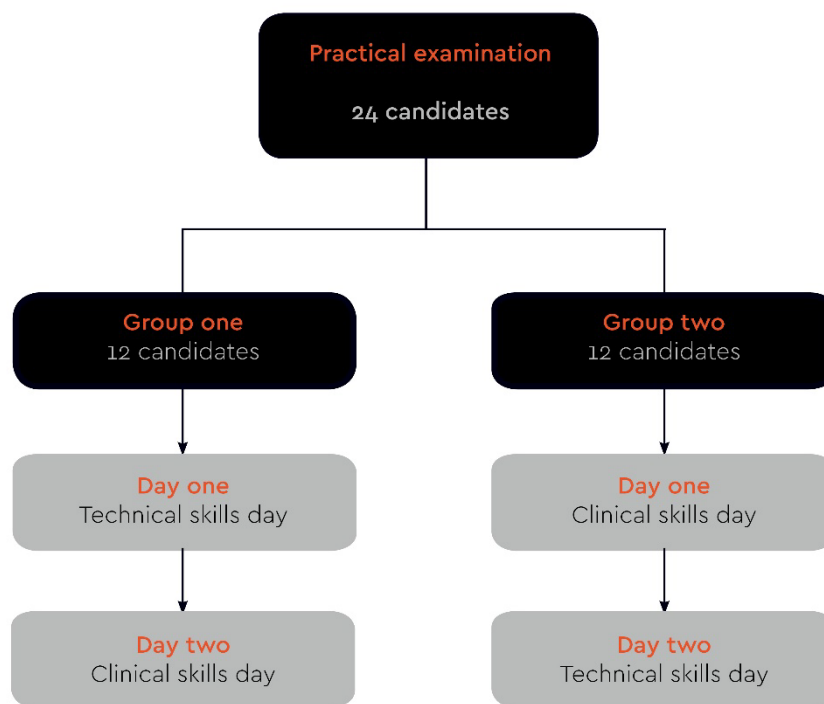 Practical examination
24 candidates
Group one
12 candidates
Group two
12 candidates
Day one
Technical skills day
Day one
Clinical skills day
Day two
Clinical skills day
Day two
Technical skills day